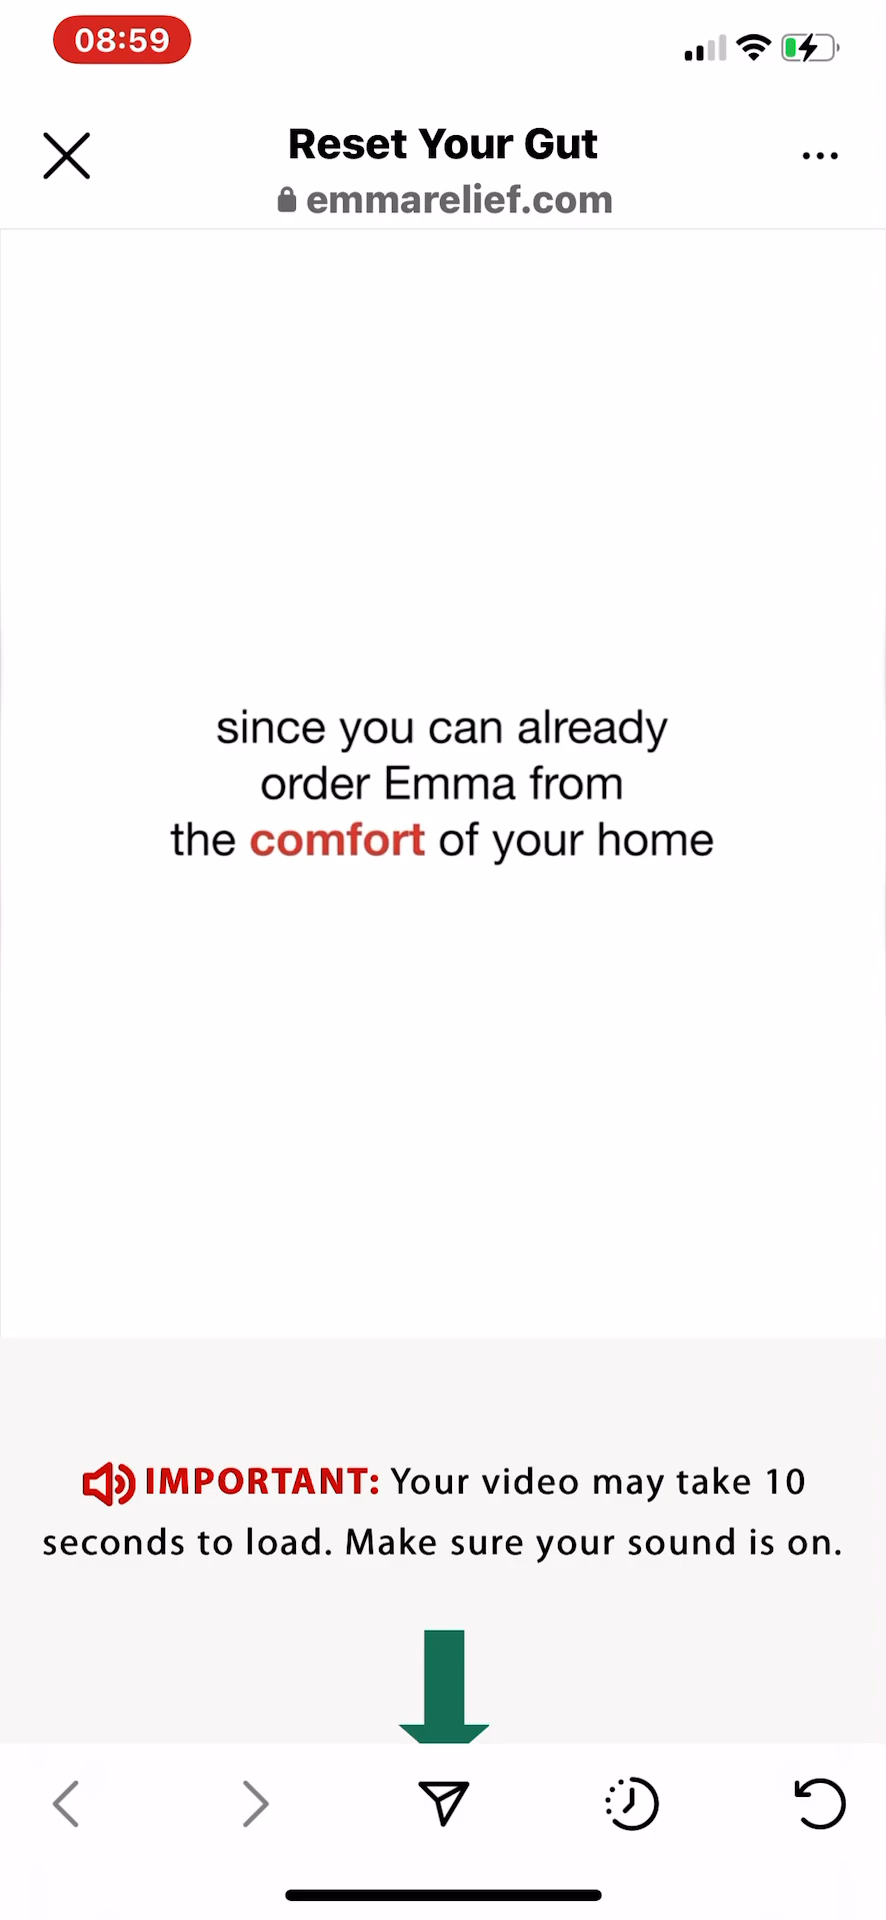 08:59
Reset Your Gut
emmarelief.com
since you can already
order Emma from
the comfort of your home
IMPORTANT: Your video may take 10
seconds to load. Make sure your sound is on.